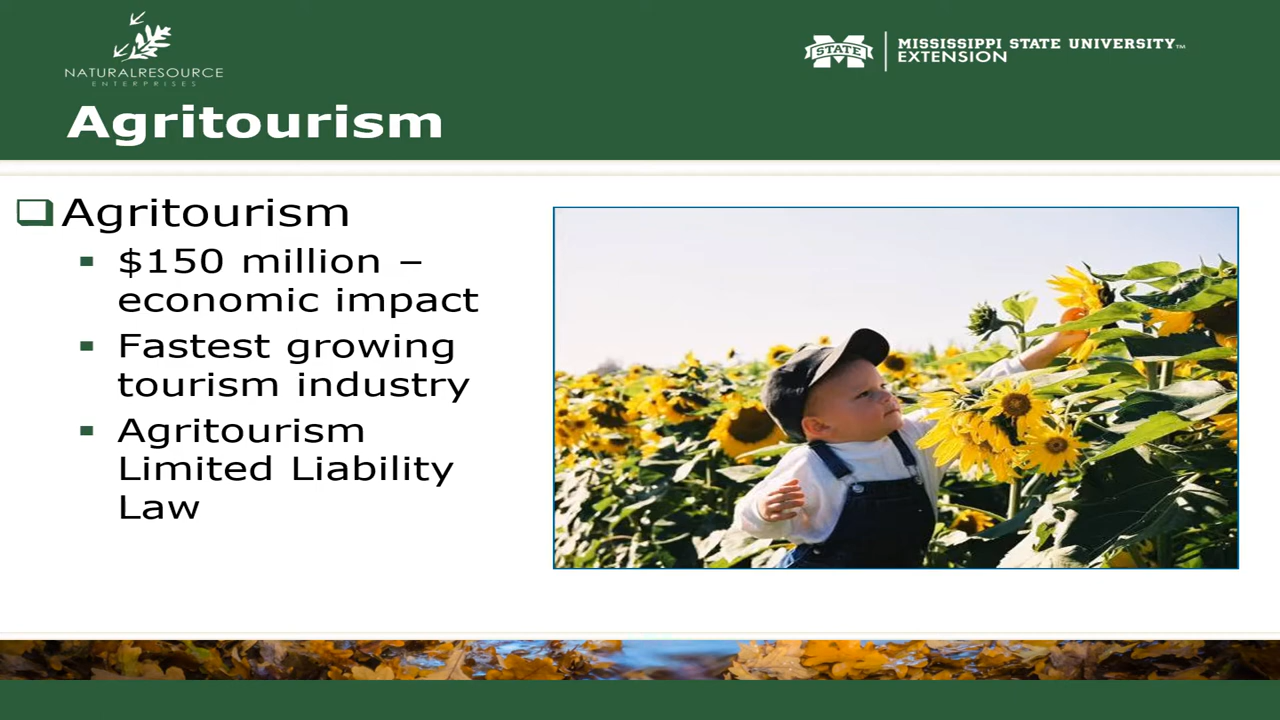 NATURALRESOURCE
ENTERPRISES
STATE
MISSISSIPPI STATE UNIVERSITY™
EXTENSION
Agritourism
Agritourism
$150 million –
economic impact
Fastest growing
tourism industry
Agritourism
Limited Liability
Law